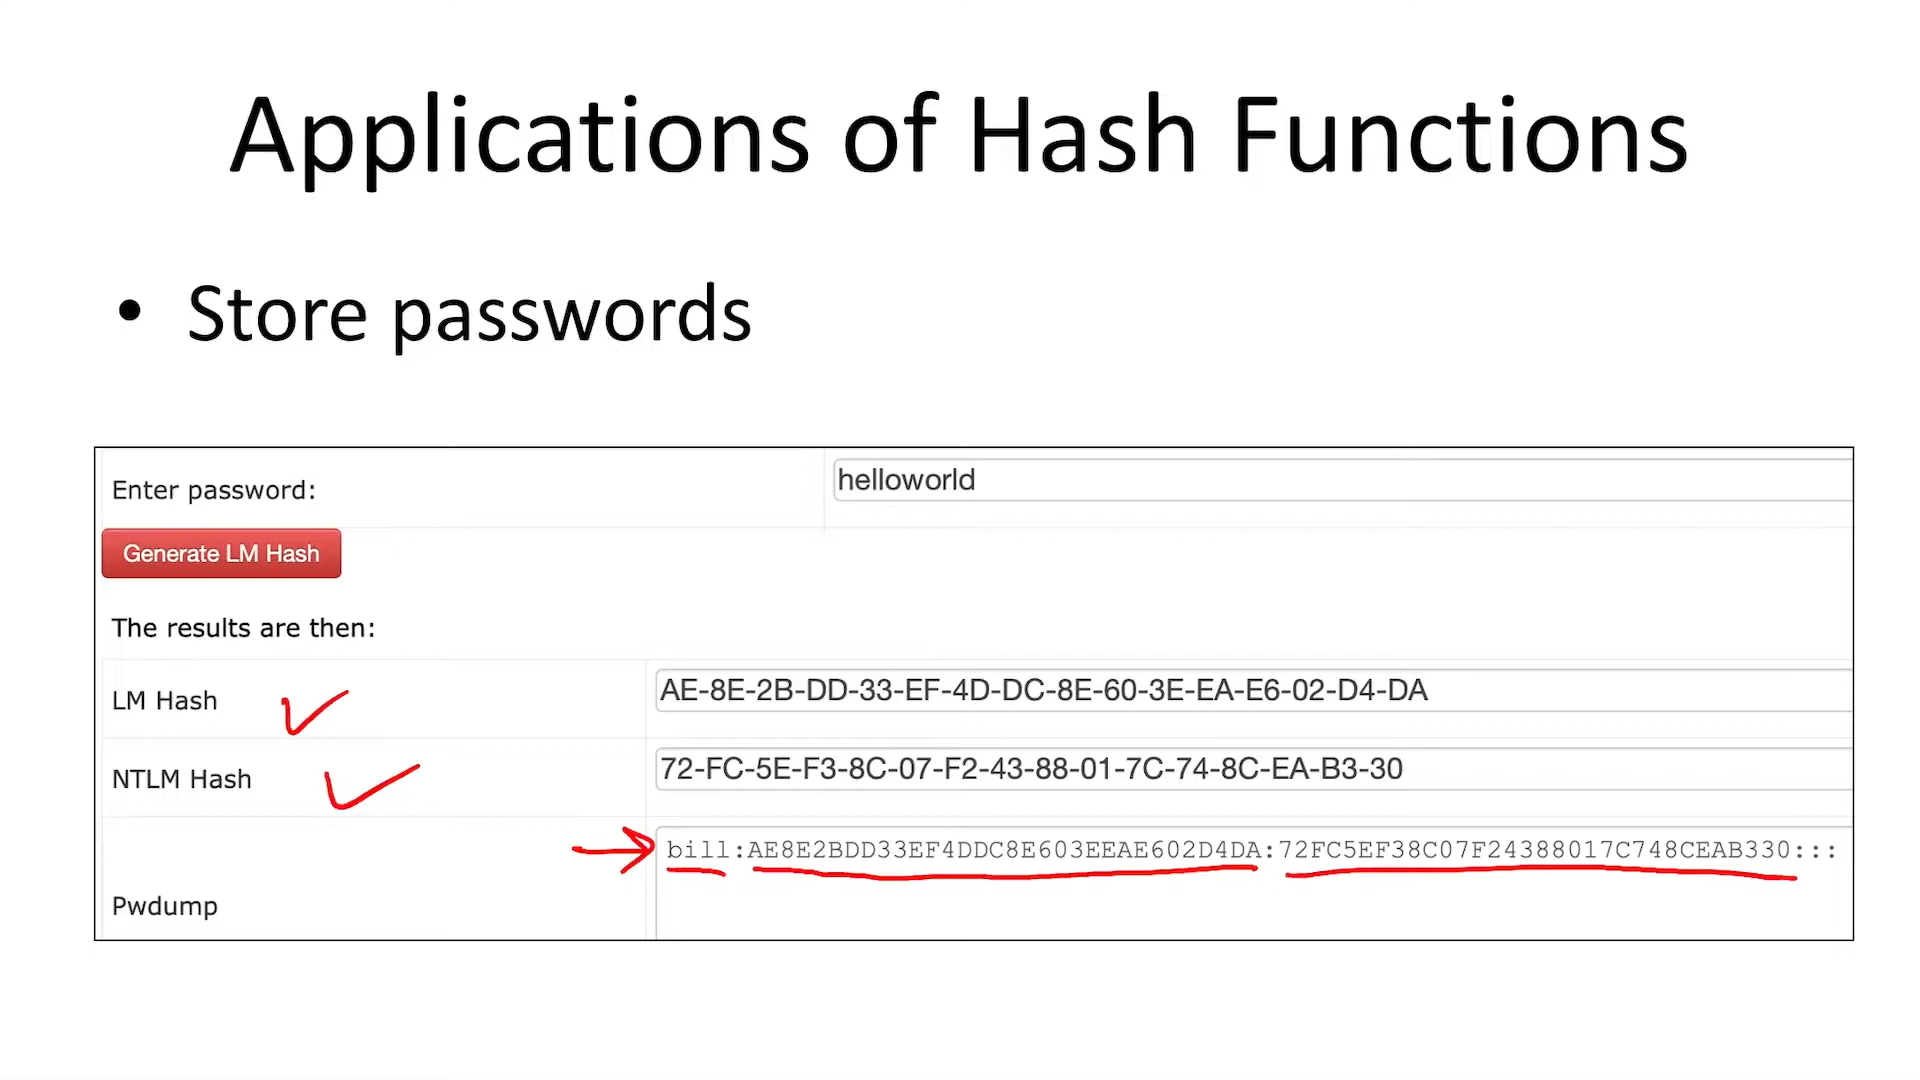 Applications of Hash Functions
• Store passwords
Enter password: helloworld
Generate LM Hash
The results are then:
LM Hash AE-8E-2B-DD-33-EF-4D-DC-8E-60-3E-EA-E6-02-D4-DA
NTLM Hash 72-FC-5E-F3-8C-07-F2-43-88-01-7C-74-8C-EA-B3-30
bill:AE8E2BDD33EF4DDC8E603EEAE602D4DA:72FC5EF38C07F24388017C748CEAB330:::
Pwdump